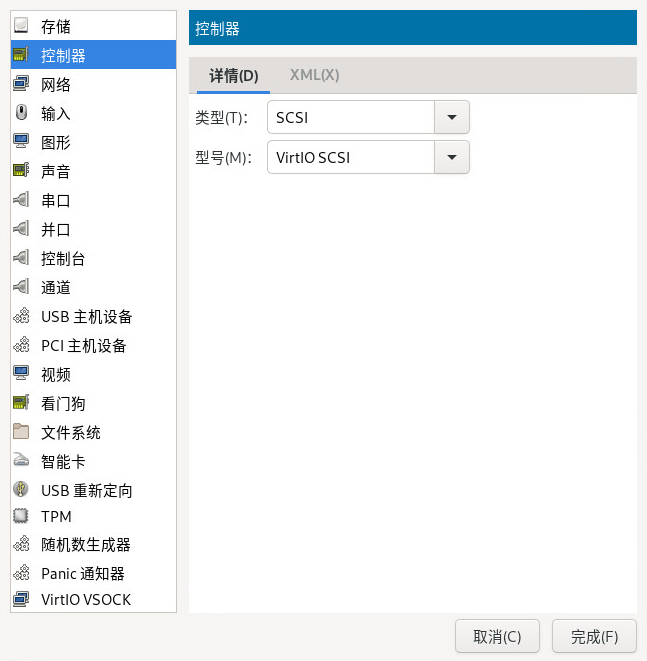 存储
控制器
网络
输入
图形
声音
串口
并口
控制台
通道
USB 主机设备
PCI 主机设备
视频
看门狗
文件系统
智能卡
USB 重新定向
TPM
随机数生成器
Panic 通知器
VirtIO VSOCK
控制器
详情(D) XML(X)
类型(T): SCSI
型号(M): VirtIO SCSI
取消(C) 完成(F)